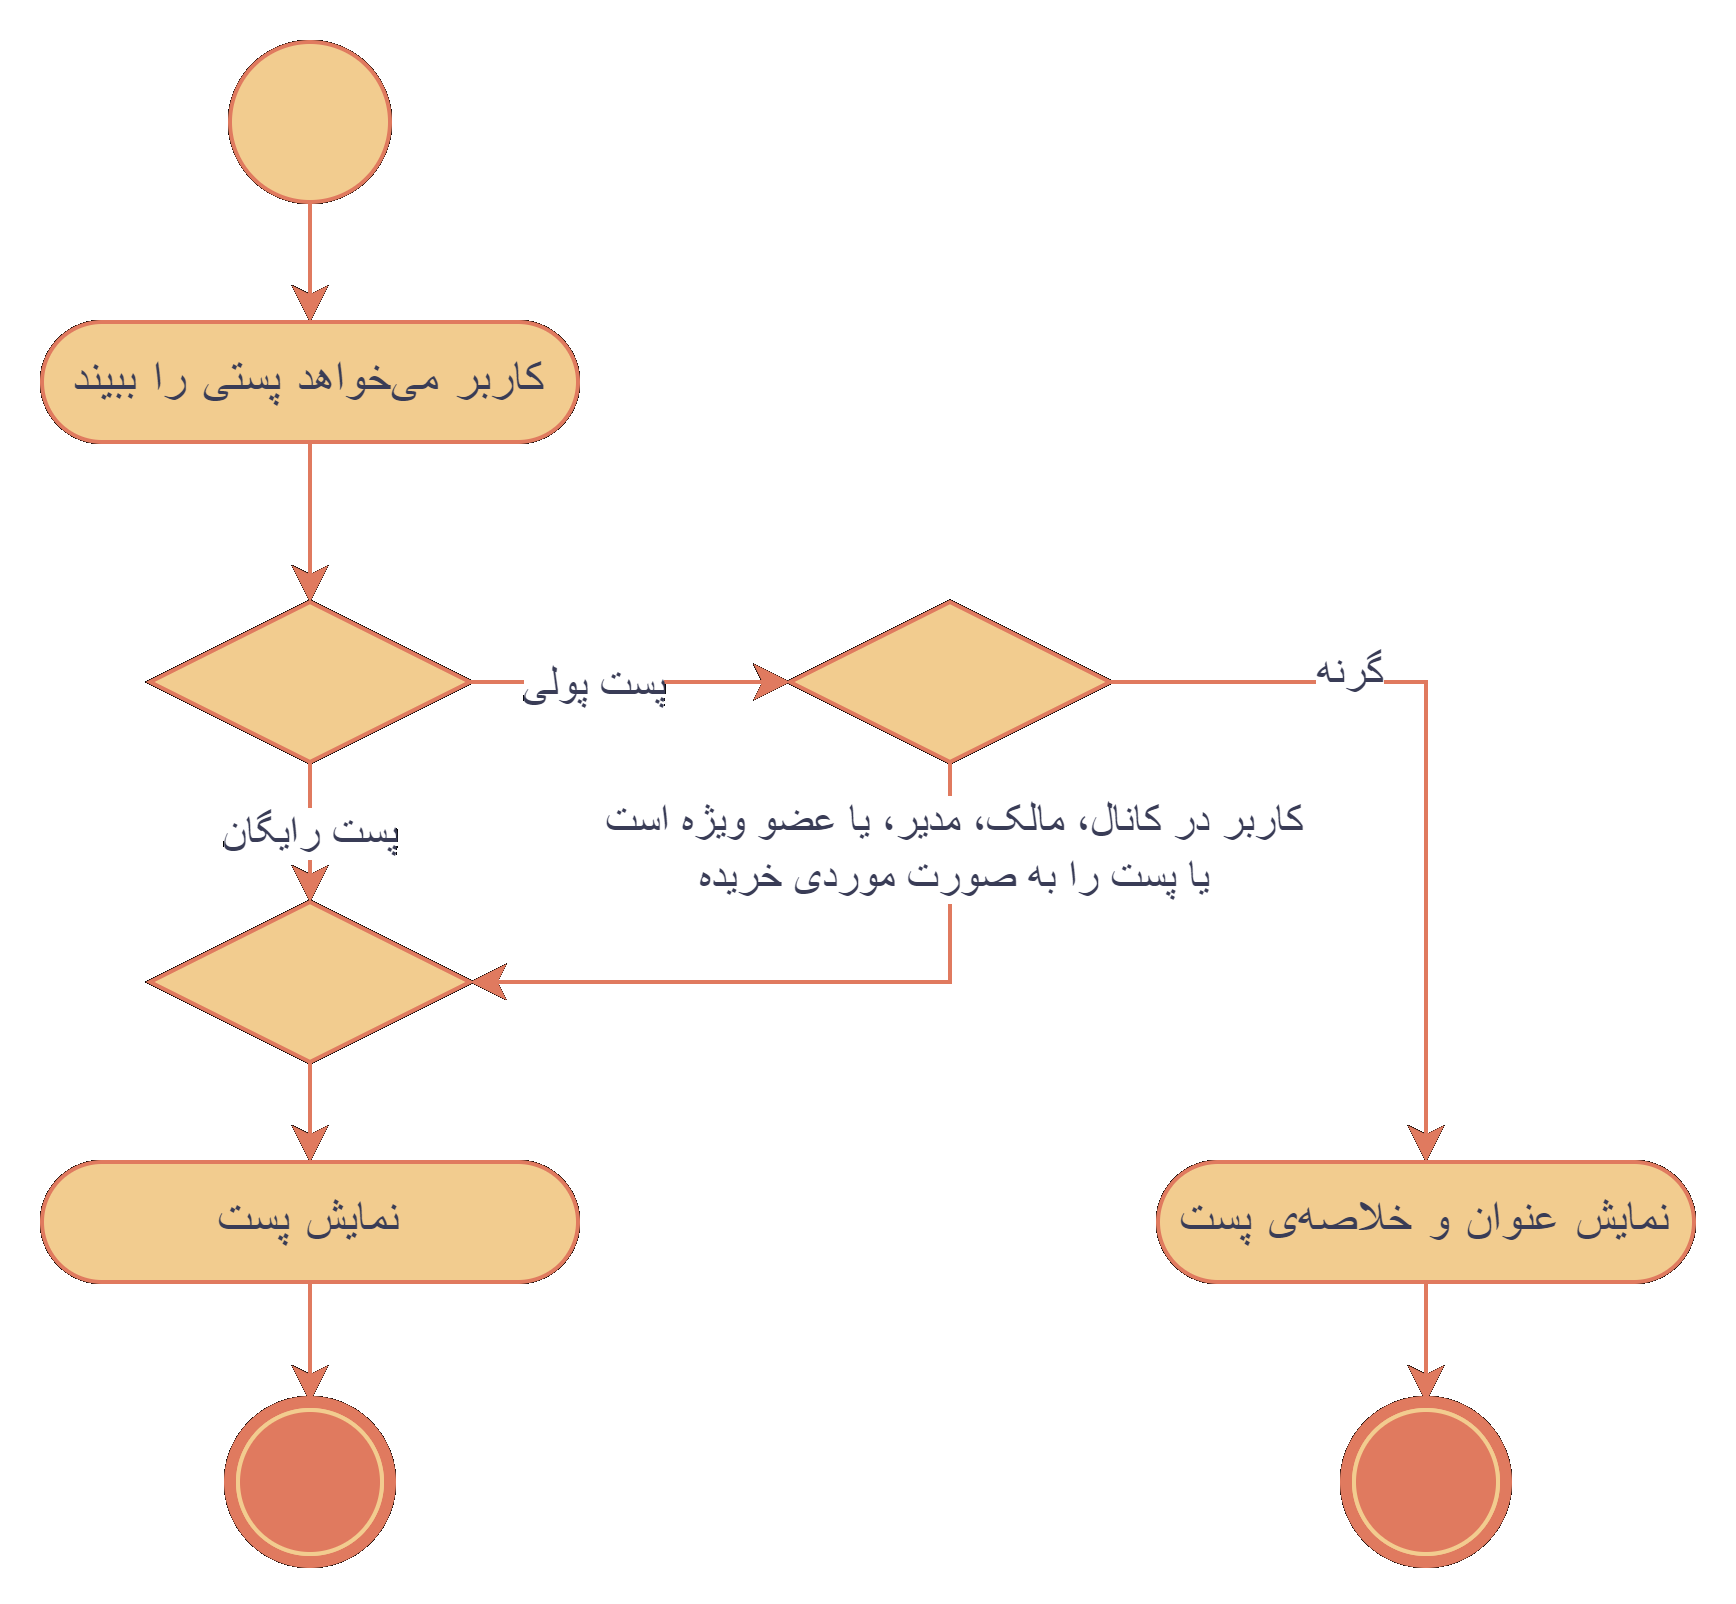 کاربر می‌خواهد پستی را ببیند
پست پولی
گرنه
پست رایگان
کاربر در کانال، مالک، مدیر، یا عضو ویژه است
یا پست را به صورت موردی خریده
نمایش پست
نمایش عنوان و خلاصه‌ی پست